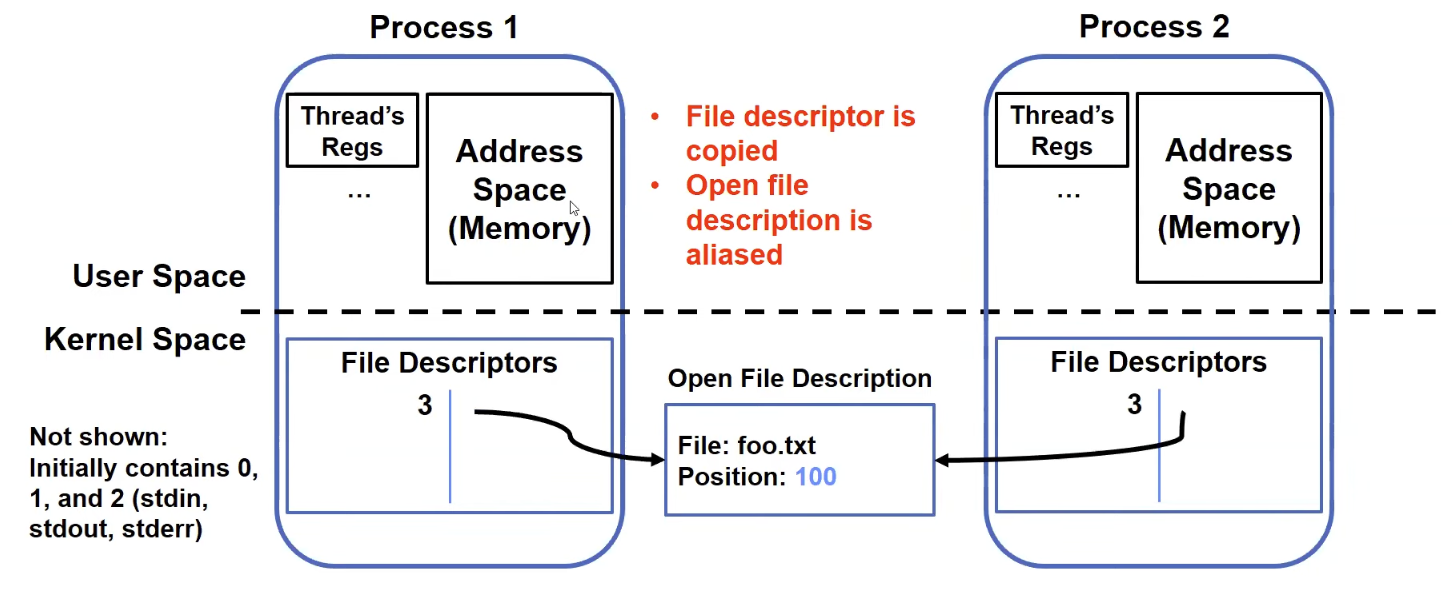 Process 1
Process 2
Thread's
Regs
...
Address
Space
(Memory)
• File descriptor is
copied
• Open file
description is
aliased
Thread's
Regs
...
Address
Space
(Memory)
User Space
Kernel Space
File Descriptors
3
Open File Description
File: foo.txt
Position: 100
File Descriptors
3
Not shown:
Initially contains 0,
1, and 2 (stdin,
stdout, stderr)